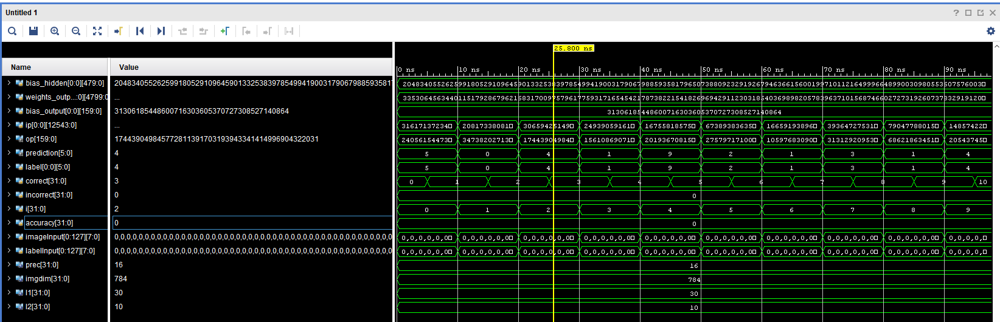 Untitled 1
Name Value
25.800 ns
0 ns 10 ns 20 ns 30 ns 40 ns 50 ns 60 ns 70 ns 80 ns 90 ns
bias_hidden[0:0][479:0]
weights_outp...:0][4799:0 ...
bias_output[0:0][159:0] 313061854486007163036053707273085271​40864 313061854486007163036053707273085271​40864
ip[0:0][12543:0] ... 31617137234 20817338081 30659425149 24939059161 16755818575 67389383635 16659193896 39364727531 79047788015 14857422
op[159:0] 1744390498457728113917031939433414149969043​22031 24056154473 34738202713 17443904984 15610869071 20193670815 27579717100 10597683090 31312920953 68621863451 20543745
prediction[5:0] 4 5 0 4 1 9 2 1 3 1 4
label[0:0][5:0] 4 5 0 4 1 9 2 1 3 1 4
correct[31:0] 3 0 1 2 3 4 5 6 7 8 9 10
incorrect[31:0] 0 0
i[31:0] 2 0 1 2 3 4 5 6 7 8 9
accuracy[31:0] 0 0
imageInput[0:127][7:0] 0,0,0,0,0,0,0,0,0,0,0,0,0,0,0,0,0,0,0,0,0,0,0,0,0,0,0,0,0,0,0,0,0,0,0,0,0,0 0,0,0,0,0,0 0,0,0,0,0,0 0,0,0,0,0,0 0,0,0,0,0,0 0,0,0,0,0,0 0,0,0,0,0,0 0,0,0,0,0,0 0,0,0,0,0,0 0,0,0,0,0,0 0,0,0,0,0,0
labelInput[0:127][7:0] 0,0,0,0,0,0,0,0,0,0,0,0,0,0,0,0,0,0,0,0,0,0,0,0,0,0,0,0,0,0,0,0,0,0,0,0,0,0 0,0,0,0,0,0 0,0,0,0,0,0 0,0,0,0,0,0 0,0,0,0,0,0 0,0,0,0,0,0 0,0,0,0,0,0 0,0,0,0,0,0 0,0,0,0,0,0 0,0,0,0,0,0 0,0,0,0,0,0
prec[31:0] 16 16
imgdim[31:0] 784 784
l1[31:0] 30 30
l2[31:0] 10 10